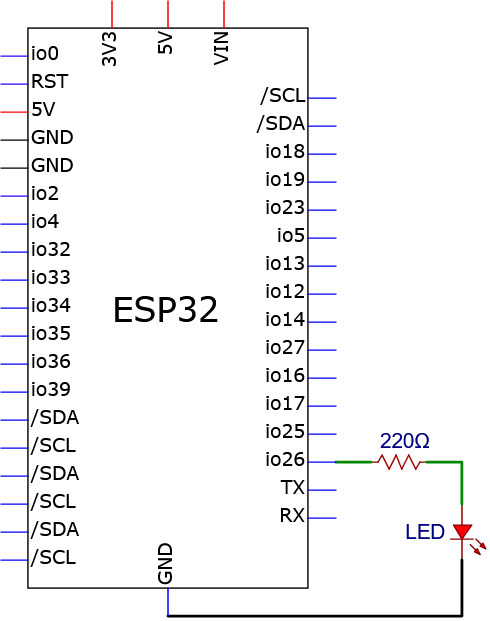 3V3
5V
VIN
io0
RST
5V
GND
GND
io2
io4
io32
io33
io34
io35
io36
io39
/SDA
/SCL
/SDA
/SCL
/SDA
/SCL
ESP32
/SCL
/SDA
io18
io19
io23
io5
io13
io12
io14
io27
io16
io17
io25
io26
TX
RX
GND
220Ω
LED